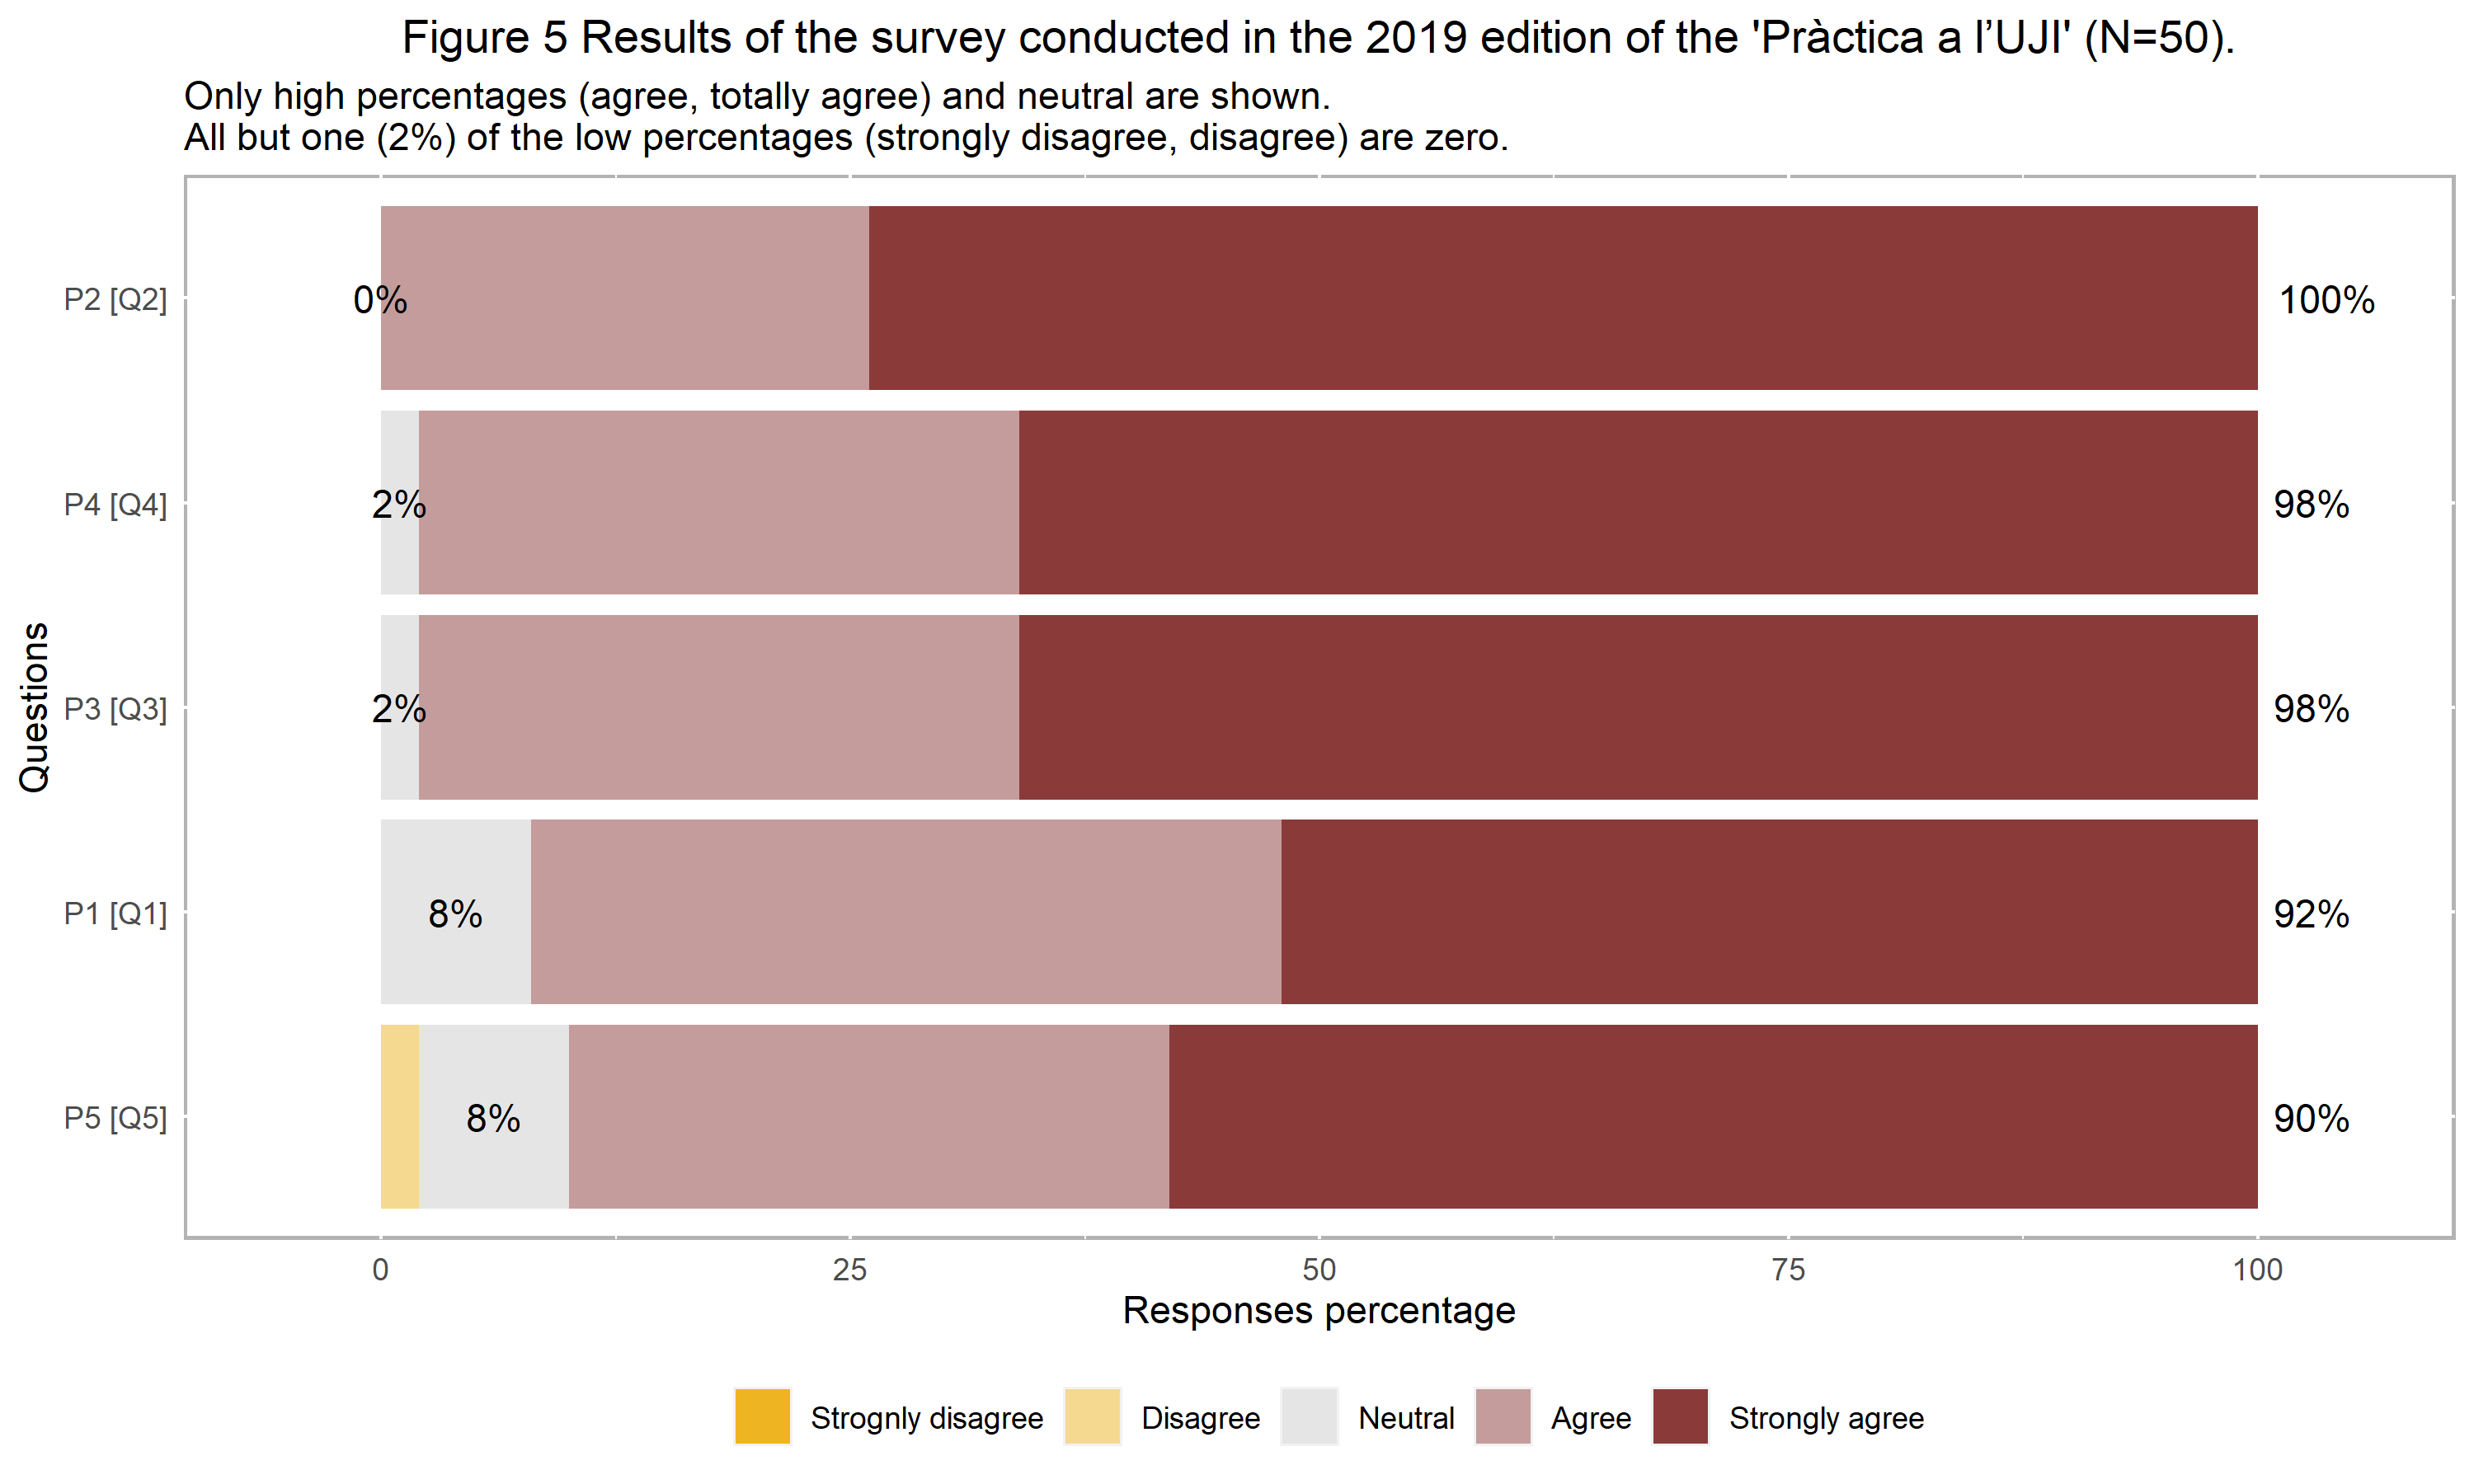 Figure 5 Results of the survey conducted in the 2019 edition of the 'Pràctica a l’UJI' (N=50).
Only high percentages (agree, totally agree) and neutral are shown.
All but one (2%) of the low percentages (strongly disagree, disagree) are zero.
P2 [Q2] 0% 100%
P4 [Q4] 2% 98%
P3 [Q3] 2% 98%
P1 [Q1] 8% 92%
P5 [Q5] 8% 90%
Questions
0 25 50 75 100
Responses percentage
Strognly disagree Disagree Neutral Agree Strongly agree